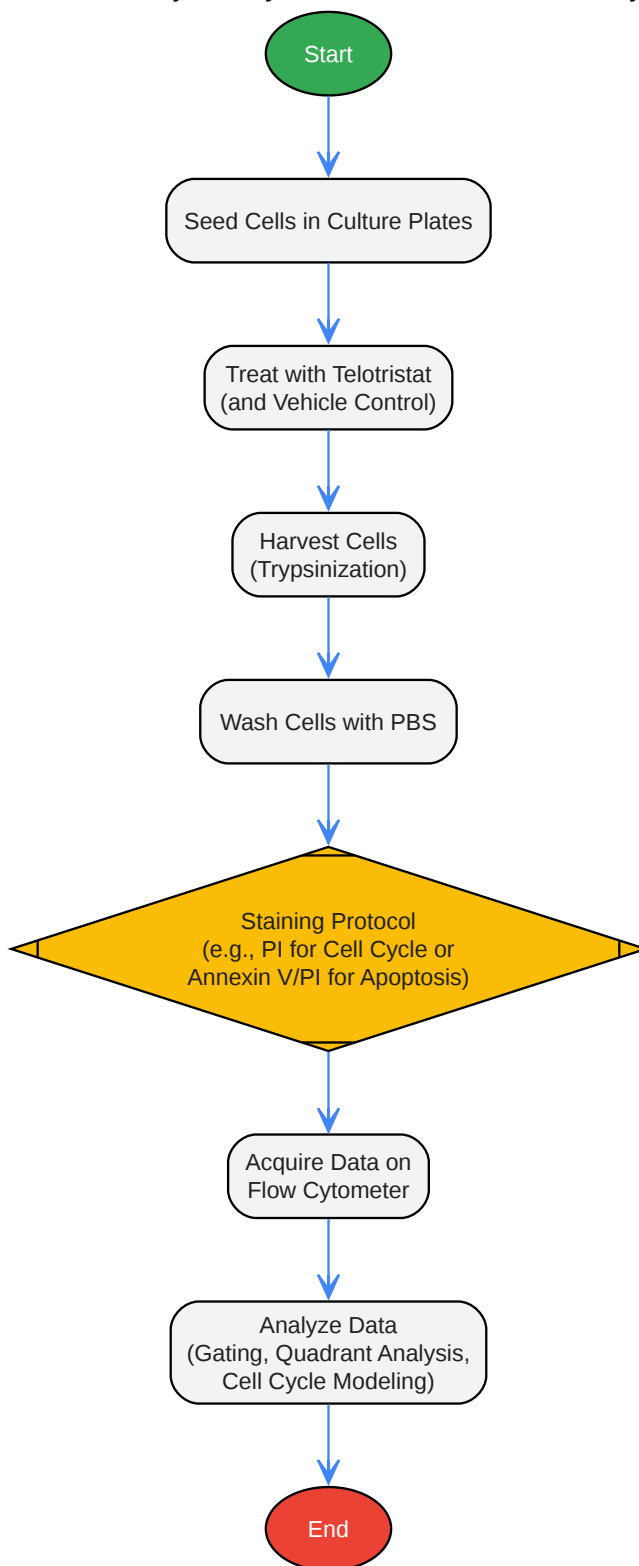 Start
Seed Cells in Culture Plates
Treat with Telotristat
(and Vehicle Control)
Harvest Cells
(Trypsinization)
Wash Cells with PBS
Staining Protocol
(e.g., PI for Cell Cycle or
Annexin V/PI for Apoptosis)
Acquire Data on
Flow Cytometer
Analyze Data
(Gating, Quadrant Analysis,
Cell Cycle Modeling)
End